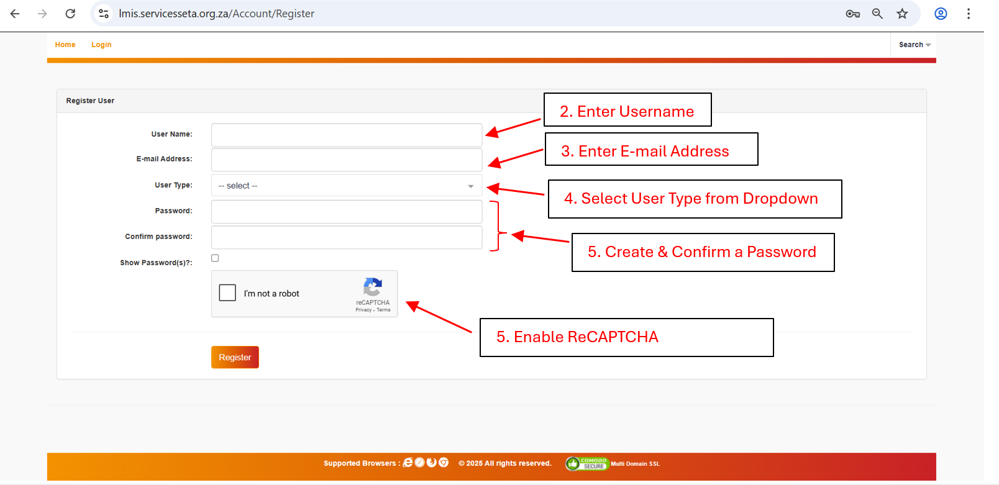 lmis.servicesseta.org.za/Account/Register
Home Login Search
Register User
2. Enter Username
User Name:
3. Enter E-mail Address
E-mail Address:
User Type: -- select --
4. Select User Type from Dropdown
Password:
Confirm password:
5. Create & Confirm a Password
Show Password(s)?:
I'm not a robot
reCAPTCHA
Privacy - Terms
5. Enable ReCAPTCHA
Register
Supported Browsers : © 2025 All rights reserved. COMODO SECURE Multi Domain SSL